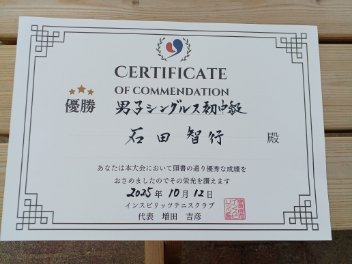 CERTIFICATE
OF COMMENDATION
優勝 男子シングルス初中級
石田智行 殿
あなたは本大会において頭書の通り優秀な成績を
おさめましたのでその栄光を讃えます
2025年10月12日
インスピリッツテニスクラブ
代表 増田 吉彦